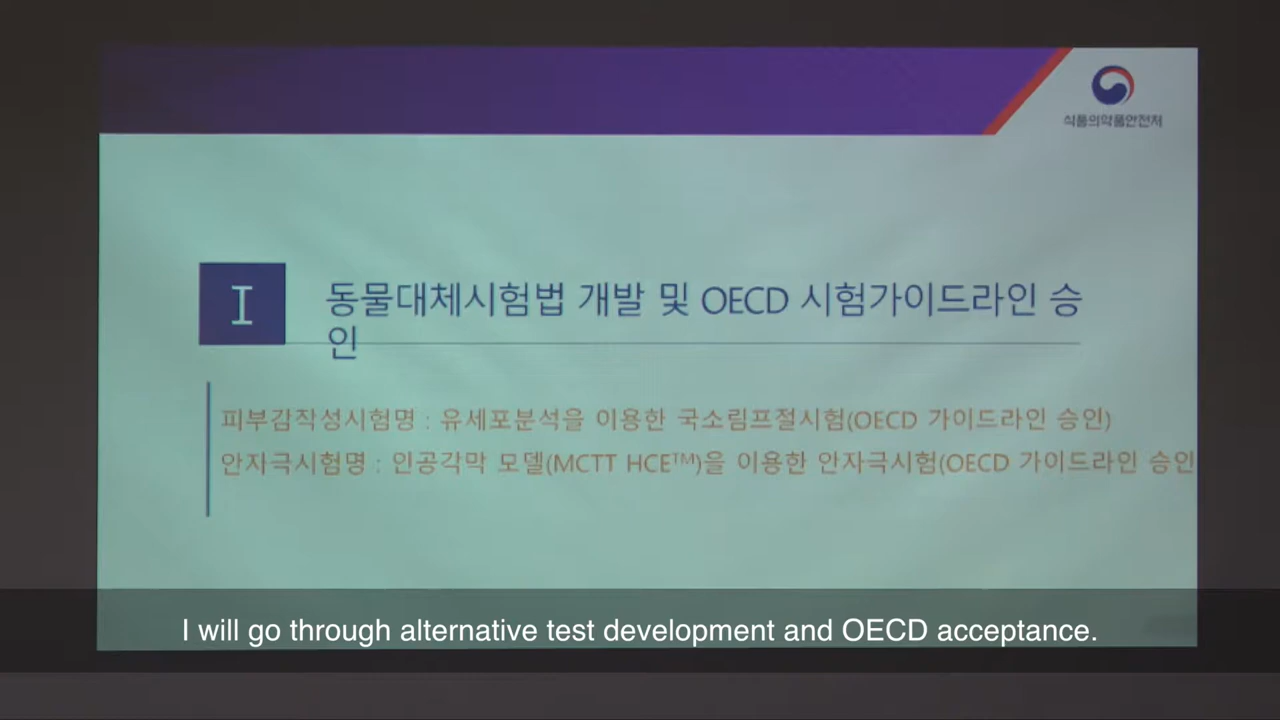 식품의약품안전처
I
동물대체시험법 개발 및 OECD 시험가이드라인 승
인
피부감작성시험명 : 유세포분석을 이용한 국소림프절시험(OECD 가이드라인 승인)
안자극시험명 : 인공각막 모델(MCTT HCE™)을 이용한 안자극시험(OECD 가이드라인 승인
I will go through alternative test development and OECD acceptance.